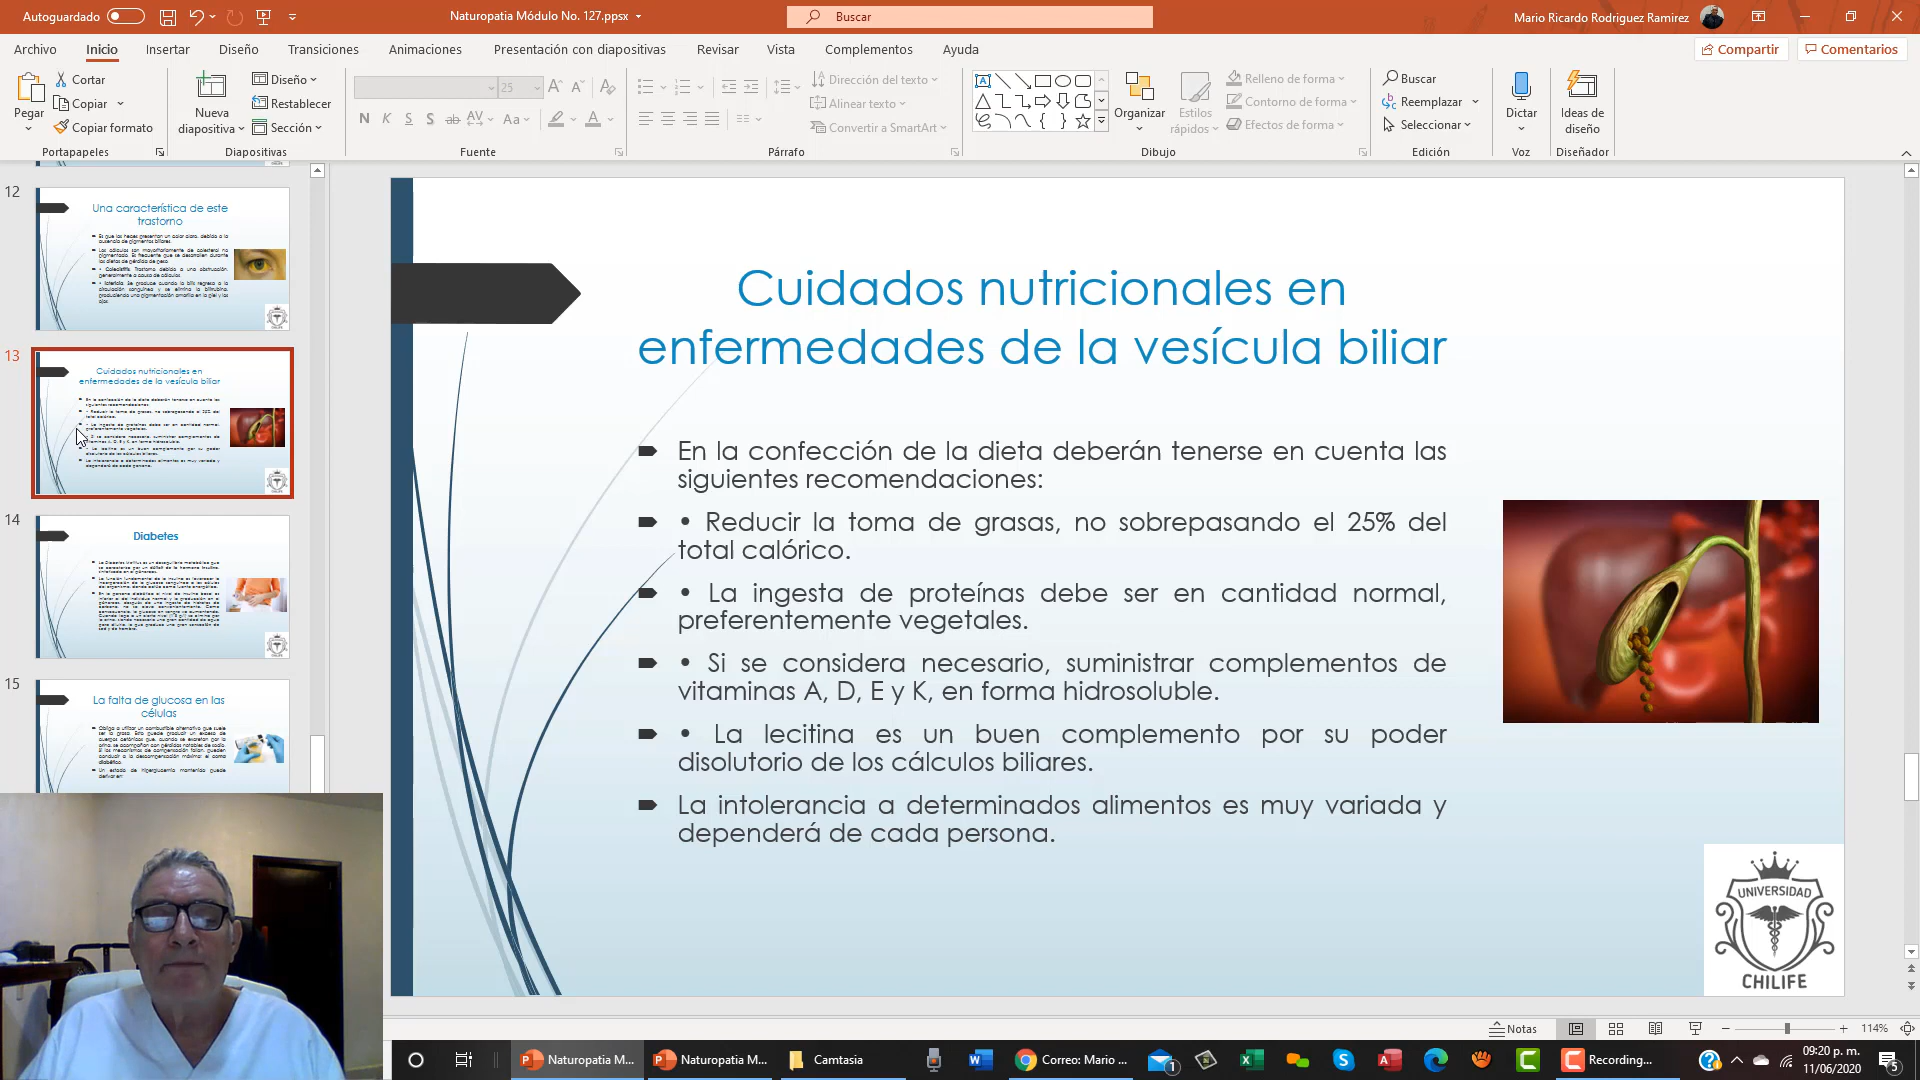 Autoguardado
Naturopatia Módulo No. 127.ppsx
Buscar
Mario Ricardo Rodriguez Ramirez
Archivo Inicio Insertar Diseño Transiciones Animaciones Presentación con diapositivas Revisar Vista Complementos Ayuda
Compartir Comentarios
Pegar
Cortar
Copiar
Copiar formato
Portapapeles
Nueva
diapositiva
Diseño
Restablecer
Sección
Diapositivas
25
N K S S ab AV Aa A
Fuente
Dirección del texto
Alinear texto
Convertir a SmartArt
Párrafo
Organizar
Estilos
rápidos
Relleno de forma
Contorno de forma
Efectos de forma
Dibujo
Buscar
Reemplazar
Seleccionar
Edición
Dictar
Voz
Ideas de
diseño
Diseñador
12
Una característica de este
trastorno
13
Cuidados nutricionales en
enfermedades de la vesícula biliar
14
Diabetes
15
La falta de glucosa en las
células
Cuidados nutricionales en
enfermedades de la vesícula biliar
En la confección de la dieta deberán tenerse en cuenta las
siguientes recomendaciones:
• Reducir la toma de grasas, no sobrepasando el 25% del
total calórico.
• La ingesta de proteínas debe ser en cantidad normal,
preferentemente vegetales.
• Si se considera necesario, suministrar complementos de
vitaminas A, D, E y K, en forma hidrosoluble.
• La lecitina es un buen complemento por su poder
disolutorio de los cálculos biliares.
La intolerancia a determinados alimentos es muy variada y
dependerá de cada persona.
UNIVERSIDAD
CHILIFE
Notas
114%
Naturopatia M...
Naturopatia M...
Camtasia
Correo: Mario ...
1
Recording...
09:20 p. m.
11/06/2020
5